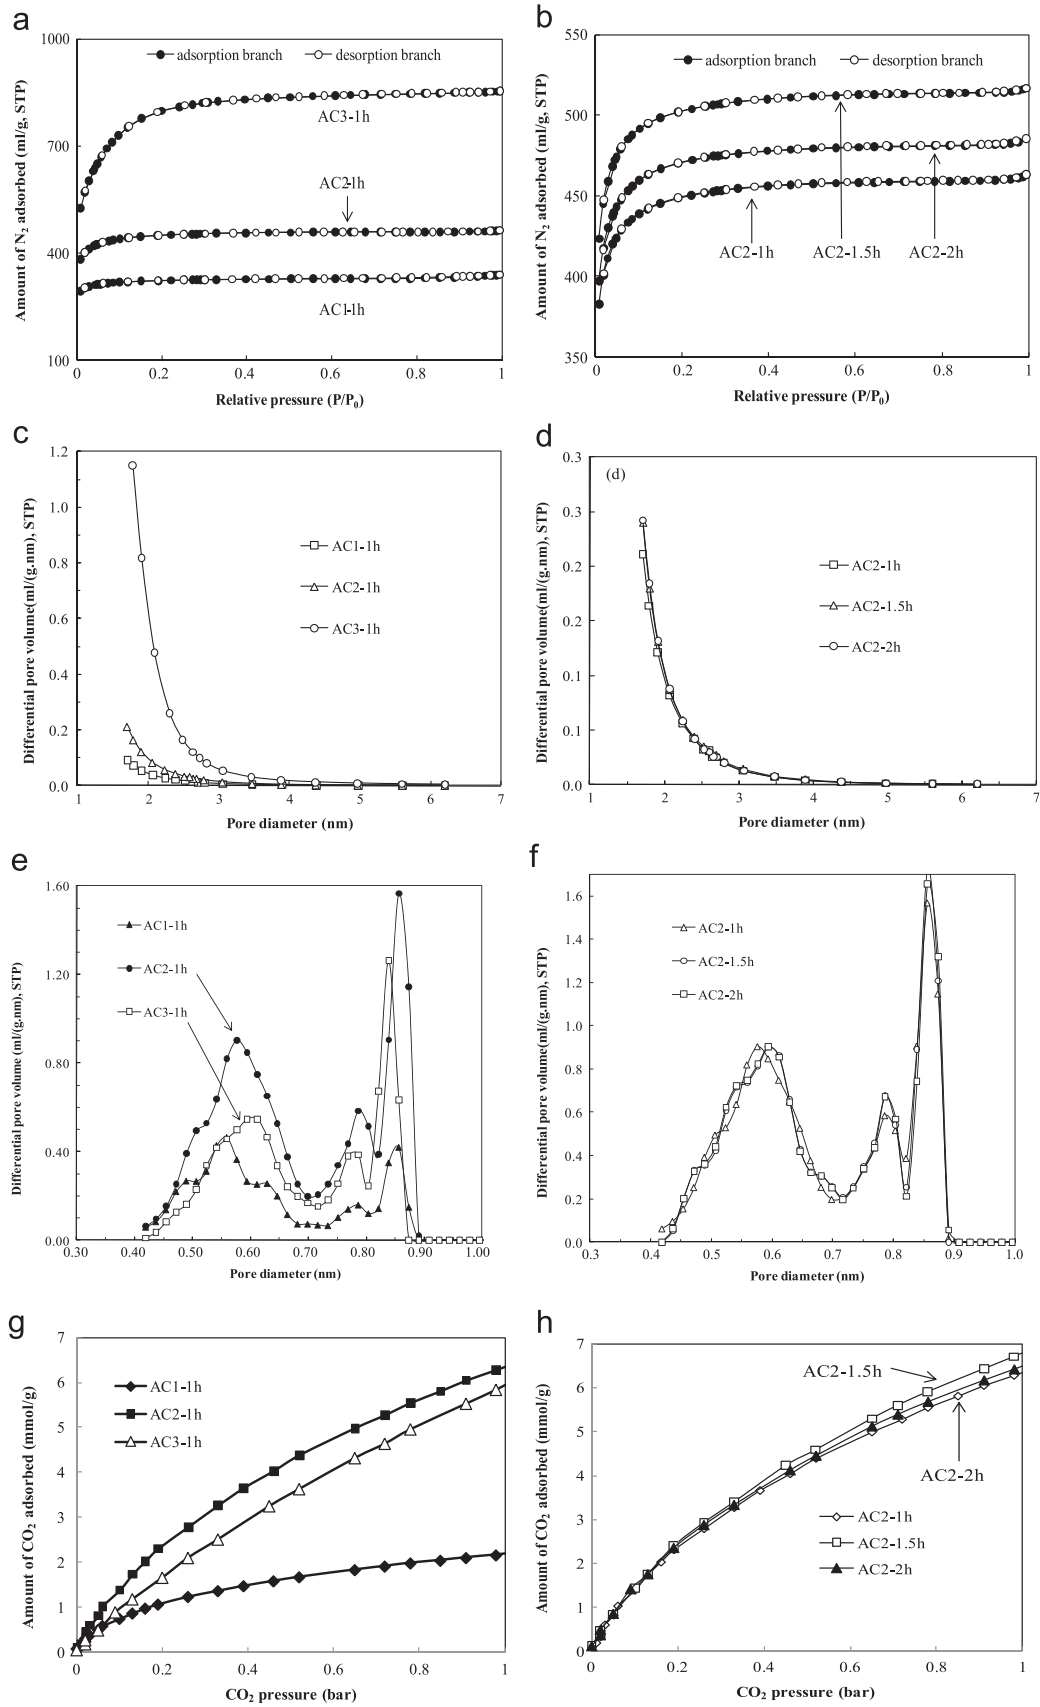 a
1000
700
400
100
adsorption branch
desorption branch
AC3-1h
AC2-1h
AC1-1h
0 0.2 0.4 0.6 0.8 1
Relative pressure (P/P0)
Amount of N2 adsorbed (ml/g, STP)
b
550
500
450
400
350
adsorption branch
desorption branch
AC2-1h
AC2-1.5h
AC2-2h
0 0.2 0.4 0.6 0.8 1
Relative pressure (P/P0)
Amount of N2 adsorbed (ml/g, STP)
c
1.2
1.0
0.8
0.6
0.4
0.2
0.0
AC1-1h
AC2-1h
AC3-1h
1 2 3 4 5 6 7
Pore diameter (nm)
Differential pore volume(ml/(g.nm), STP)
d
(d)
0.3
0.3
0.2
0.2
0.1
0.1
0.0
AC2-1h
AC2-1.5h
AC2-2h
1 2 3 4 5 6 7
Pore diameter (nm)
Differential pore volume(ml/(g.nm), STP)
e
1.60
1.20
0.80
0.40
0.00
AC1-1h
AC2-1h
AC3-1h
0.30 0.40 0.50 0.60 0.70 0.80 0.90 1.00
Pore diameter (nm)
Differential pore volume (ml/(g.nm), STP)
f
1.6
1.4
1.2
1.0
0.8
0.6
0.4
0.2
0.0
AC2-1h
AC2-1.5h
AC2-2h
0.3 0.4 0.5 0.6 0.7 0.8 0.9 1.0
Pore diameter (nm)
Differential pore volume(ml/(g.nm), STP)
g
7
6
5
4
3
2
1
0
AC1-1h
AC2-1h
AC3-1h
0 0.2 0.4 0.6 0.8 1
CO2 pressure (bar)
Amount of CO2 adsorbed (mmol/g)
h
7
6
5
4
3
2
1
0
AC2-1.5h
AC2-2h
AC2-1h
AC2-1.5h
AC2-2h
0 0.2 0.4 0.6 0.8 1
CO2 pressure (bar)
Amount of CO2 adsorbed (mmol/g)